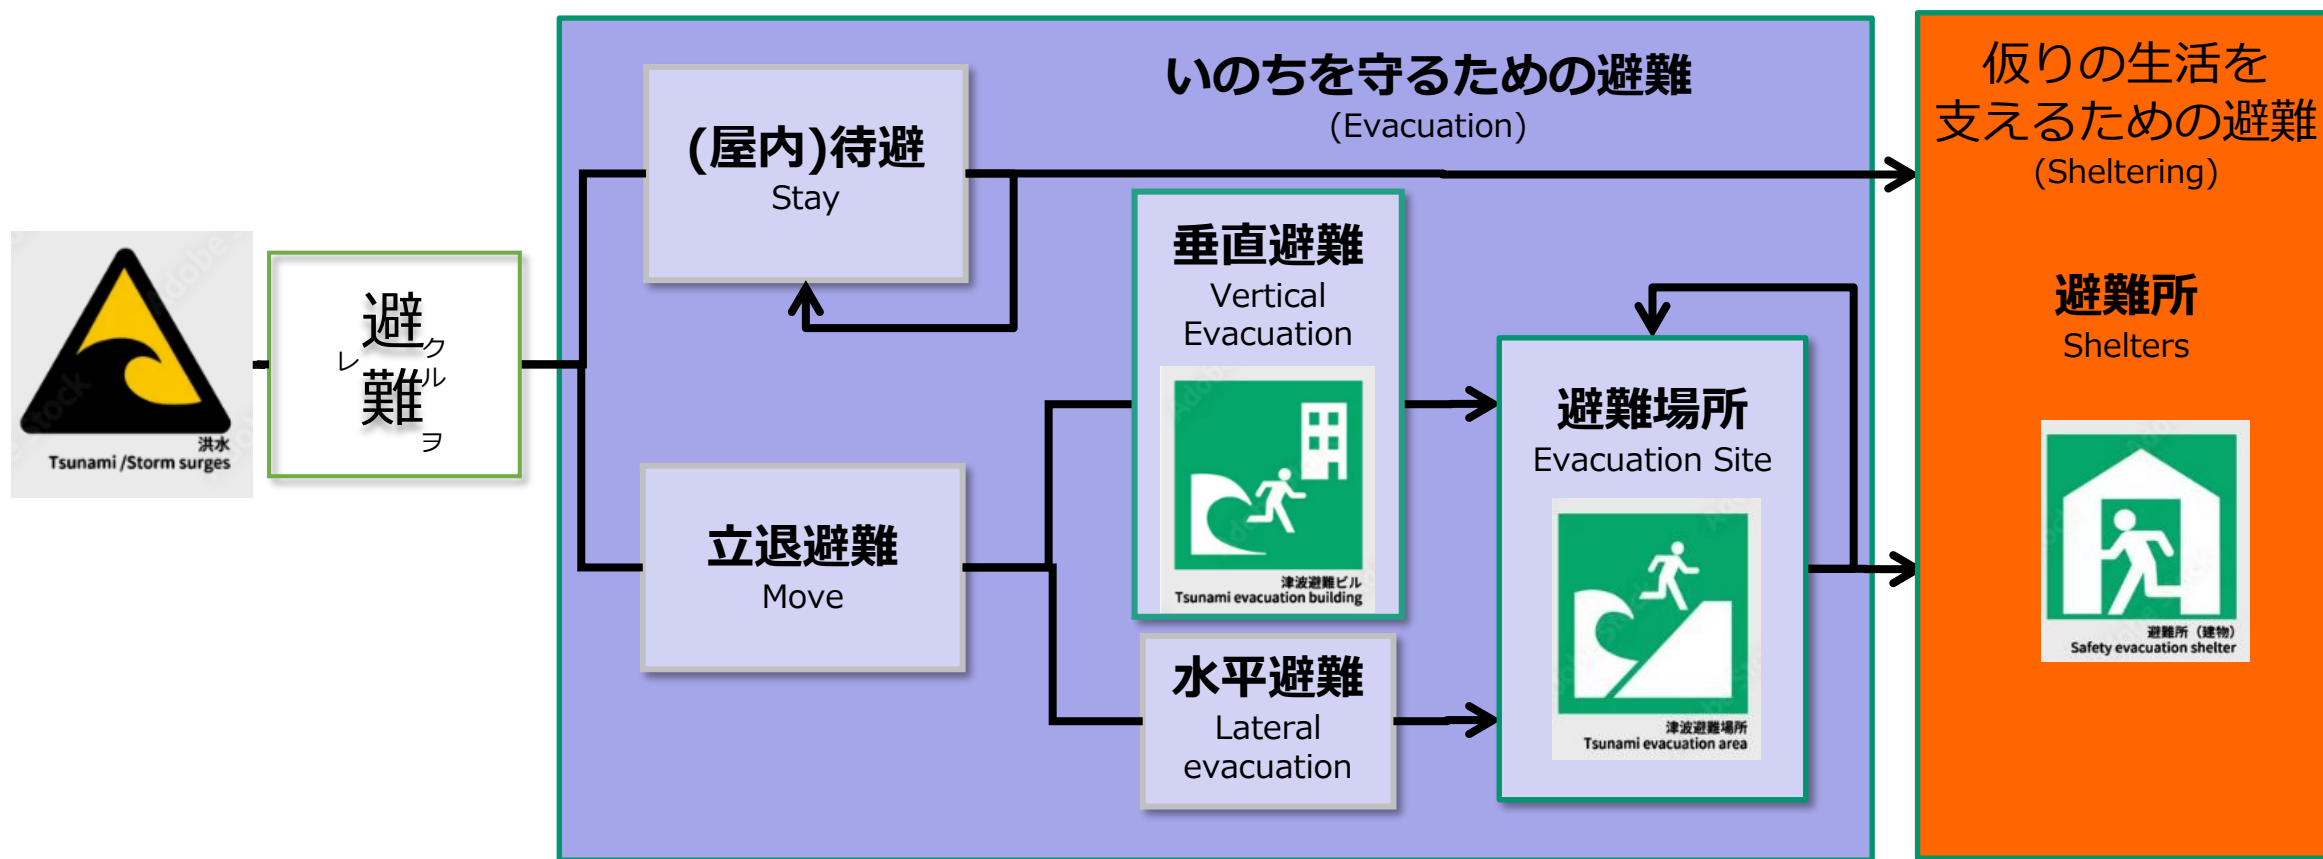 洪水
Tsunami /Storm surges
避クルレ
難ヲ
いのちを守るための避難
(Evacuation)
(屋内)待避
Stay
立退避難
Move
垂直避難
Vertical
Evacuation
津波避難ビル
Tsunami evacuation building
水平避難
Lateral
evacuation
避難場所
Evacuation Site
津波避難場所
Tsunami evacuation area
仮りの生活を
支えるための避難
(Sheltering)
避難所
Shelters
避難所（建物）
Safety evacuation shelter